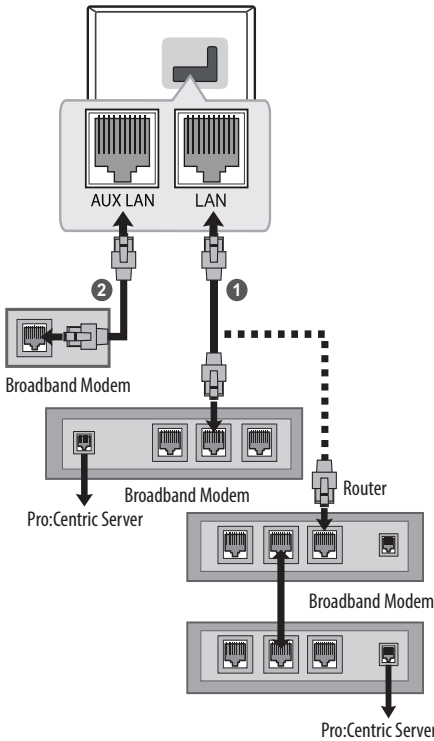 AUX LAN
LAN
2
1
Broadband Modem
Broadband Modem
Pro:Centric Server
Router
Broadband Modem
Pro:Centric Server